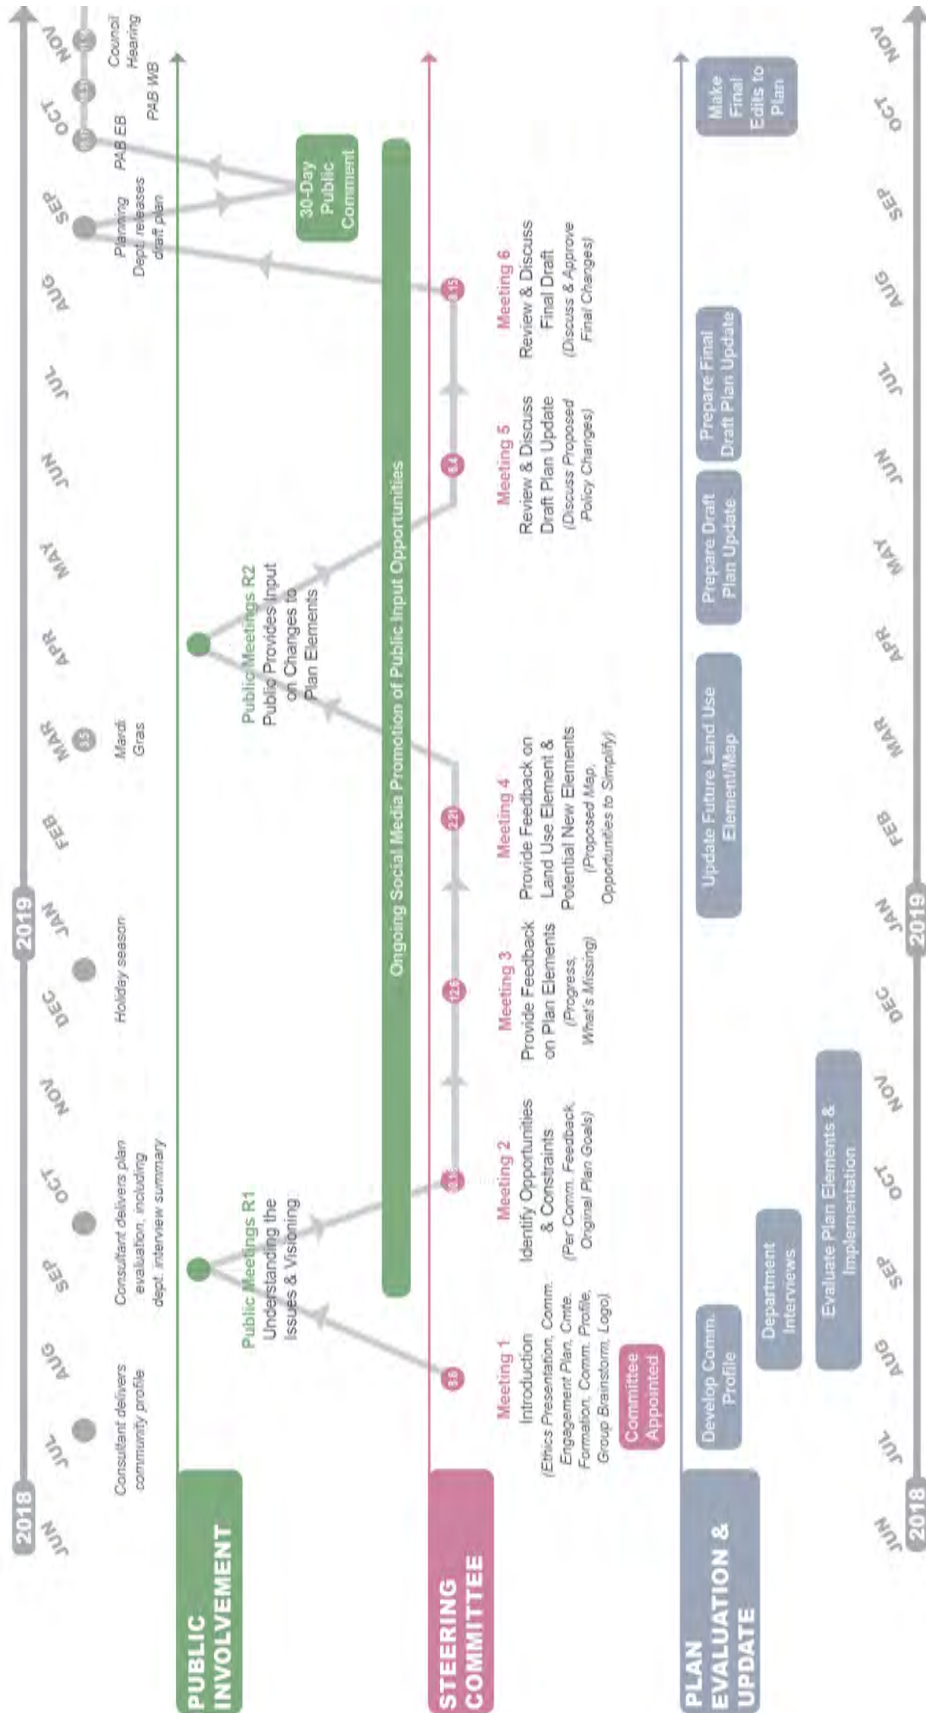 2018
2019
JUN
JUL
AUG
SEP
OCT
NOV
DEC
JAN
FEB
MAR
APR
MAY
JUN
JUL
AUG
SEP
OCT
NOV
Consultant delivers
community profile
Consultant delivers plan
evaluation, including
dept. interview summary
Holiday season
3.5
Mardi
Gras
Planning
Dept. releases
draft plan
PAB EB
PAB WB
Council
Hearing
PUBLIC
INVOLVEMENT
Public Meetings R1
Understanding the
Issues & Visioning
Public Meetings R2
Public Provides Input
on Changes to
Plan Elements
30-Day
Public
Comment
Ongoing Social Media Promotion of Public Input Opportunities
STEERING
COMMITTEE
Meeting 1
Introduction
(Ethics Presentation, Comm.
Engagement Plan, Cmte.
Formation, Comm. Profile,
Group Brainstorm, Logo)
Committee
Appointed
Meeting 2
Identify Opportunities
& Constraints
(Per Comm. Feedback,
Original Plan Goals)
12.6
Meeting 3
Provide Feedback
on Plan Elements
(Progress,
What's Missing)
2.21
Meeting 4
Provide Feedback on
Land Use Element &
Potential New Elements
(Proposed Map,
Opportunities to Simplify)
6.4
Meeting 5
Review & Discuss
Draft Plan Update
(Discuss Proposed
Policy Changes)
8.15
Meeting 6
Review & Discuss
Final Draft
(Discuss & Approve
Final Changes)
PLAN
EVALUATION &
UPDATE
Develop Comm.
Profile
Department
Interviews
Evaluate Plan Elements &
Implementation
Update Future Land Use
Element/Map
Prepare Draft
Plan Update
Prepare Final
Draft Plan Update
Make
Final
Edits to
Plan
JUN
JUL
AUG
SEP
OCT
NOV
DEC
JAN
FEB
MAR
APR
MAY
JUN
JUL
AUG
SEP
OCT
NOV
2018
2019